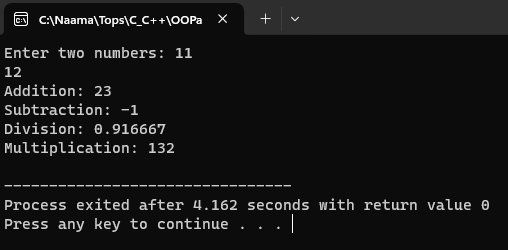 C:\Naama\Tops\C_C++\OOPa
Enter two numbers: 11
12
Addition: 23
Subtraction: -1
Division: 0.916667
Multiplication: 132
--------------------------------
Process exited after 4.162 seconds with return value 0
Press any key to continue . . .